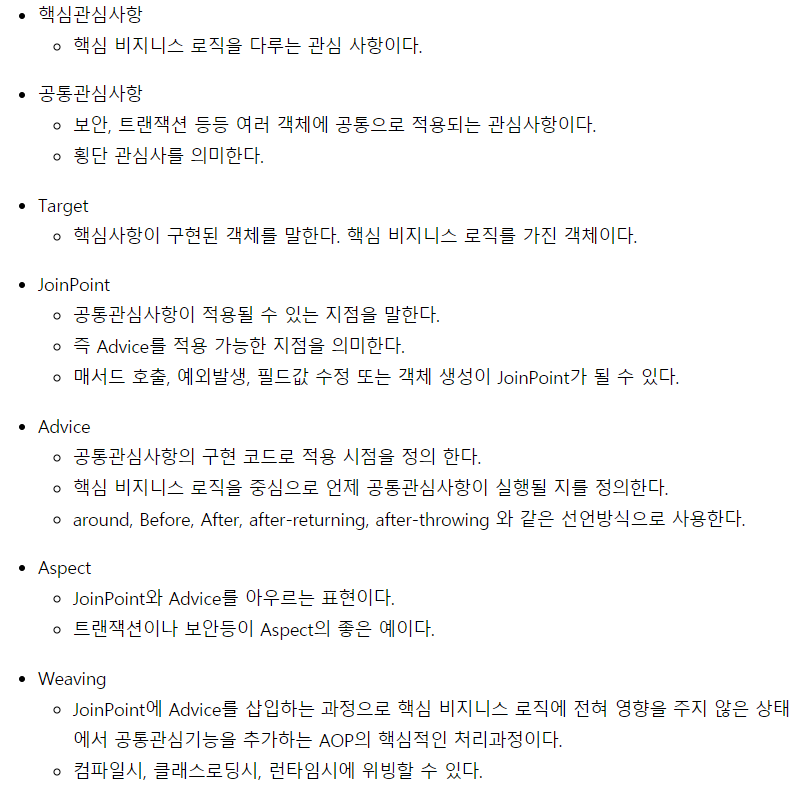 핵심관심사항
핵심 비지니스 로직을 다루는 관심 사항이다.
공통관심사항
보안, 트랜잭션 등등 여러 객체에 공통으로 적용되는 관심사항이다.
횡단 관심사를 의미한다.
Target
핵심사항이 구현된 객체를 말한다. 핵심 비지니스 로직를 가진 객체이다.
JoinPoint
공통관심사항이 적용될 수 있는 지점을 말한다.
즉 Advice를 적용 가능한 지점을 의미한다.
매서드 호출, 예외발생, 필드값 수정 또는 객체 생성이 JoinPoint가 될 수 있다.
Advice
공통관심사항의 구현 코드로 적용 시점을 정의 한다.
핵심 비지니스 로직을 중심으로 언제 공통관심사항이 실행될 지를 정의한다.
around, Before, After, after-returning, after-throwing 와 같은 선언방식으로 사용한다.
Aspect
JoinPoint와 Advice를 아우르는 표현이다.
트랜잭션이나 보안등이 Aspect의 좋은 예이다.
Weaving
JoinPoint에 Advice를 삽입하는 과정으로 핵심 비지니스 로직에 전혀 영향을 주지 않은 상태
에서 공통관심기능을 추가하는 AOP의 핵심적인 처리과정이다.
컴파일시, 클래스로딩시, 런타임시에 위빙할 수 있다.